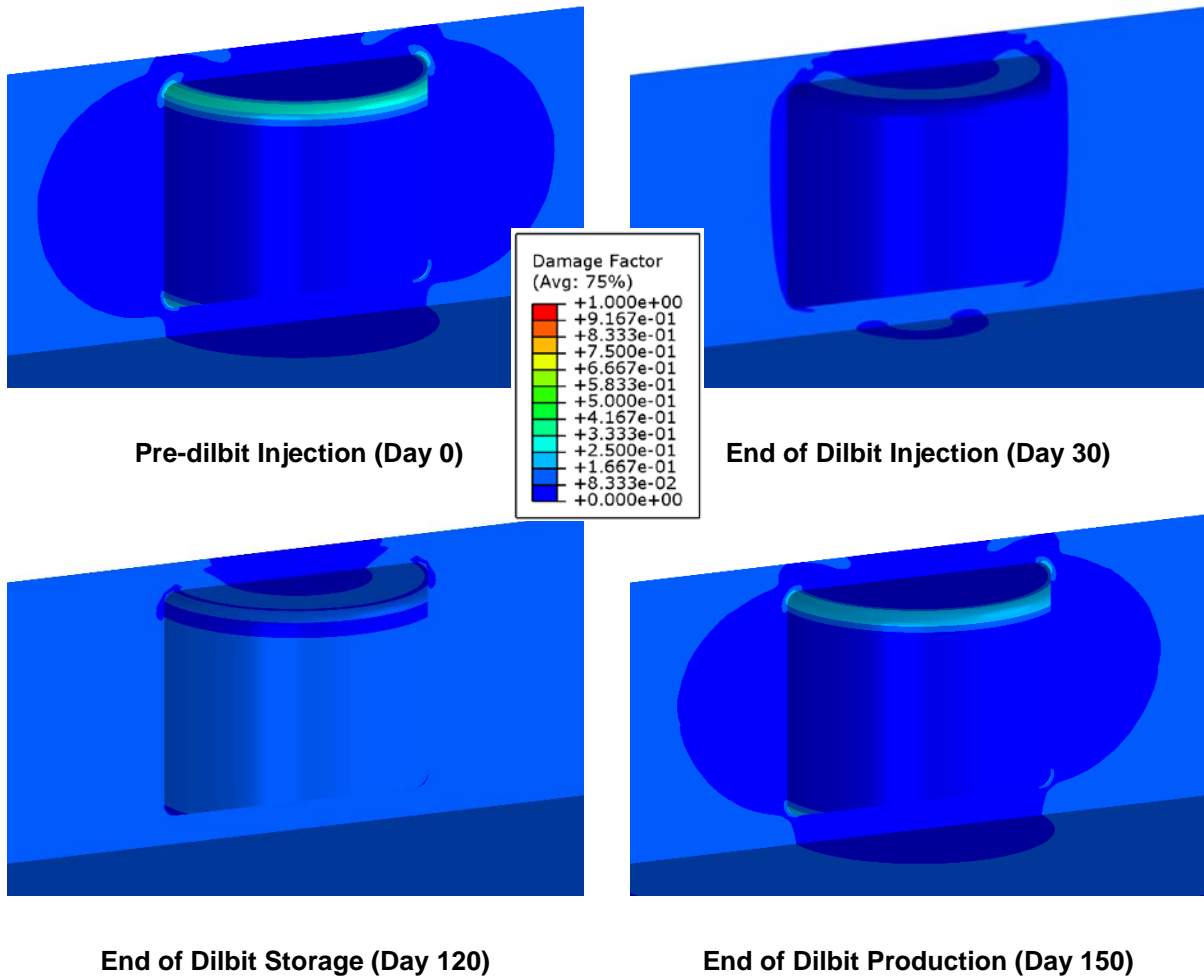 Damage Factor
(Avg: 75%)
+1.000e+00
+9.167e-01
+8.333e-01
+7.500e-01
+6.667e-01
+5.833e-01
+5.000e-01
+4.167e-01
+3.333e-01
+2.500e-01
+1.667e-01
+8.333e-02
+0.000e+00
Pre-dilbit Injection (Day 0)
End of Dilbit Injection (Day 30)
End of Dilbit Storage (Day 120)
End of Dilbit Production (Day 150)